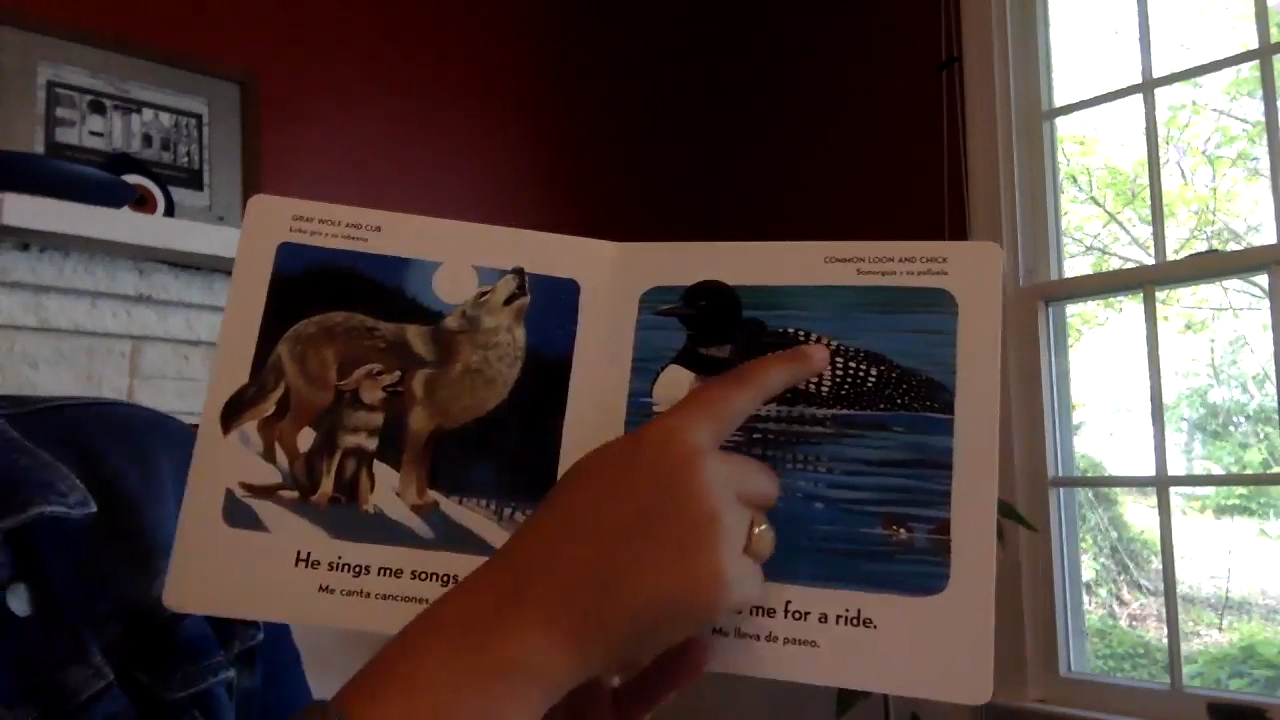 GRAY WOLF AND CUB
Lobo gris y su lobezno
He sings me songs
Me canta canciones.
COMMON LOON AND CHICK
Somorgujo y su polluelo
me for a ride.
Me lleva de paseo.